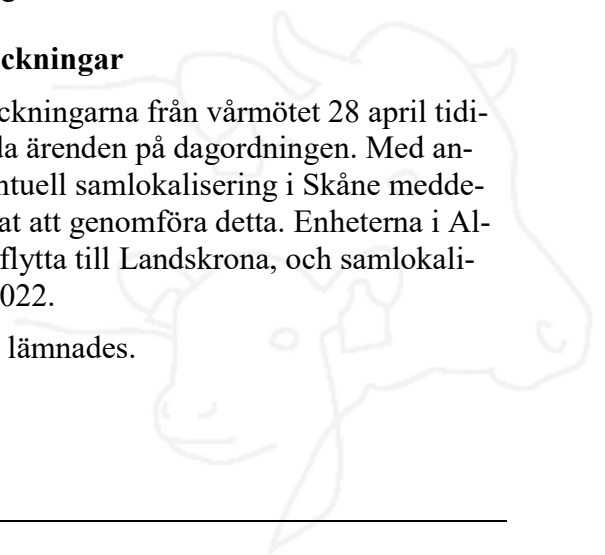 ckningar
ckningarna från vårmötet 28 april tidi-
da ärenden på dagordningen. Med an-
ntuell samlokalisering i Skåne medde-
at att genomföra detta. Enheterna i Al-
flytta till Landskrona, och samlokali-
022.
lämnades.